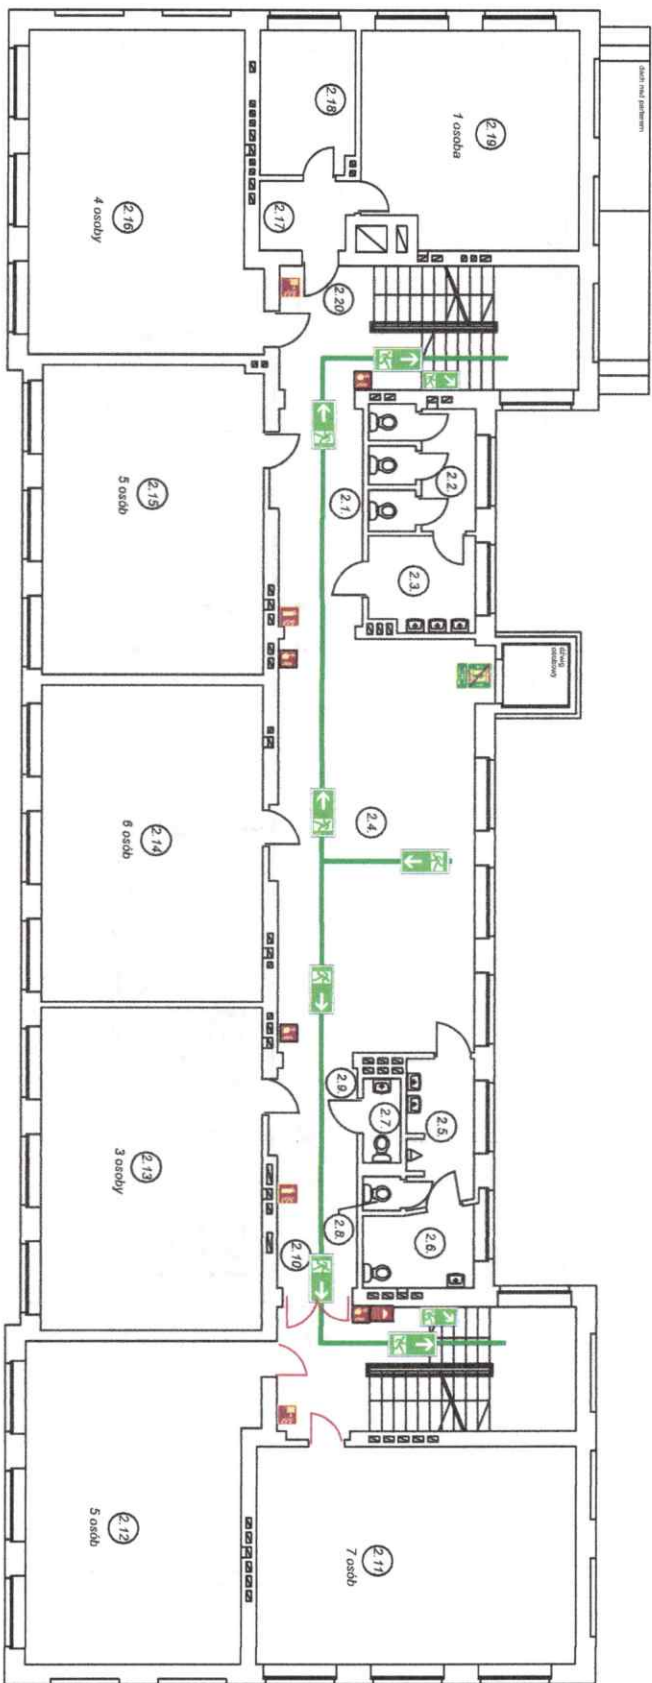 dach nad parterem
2.19
1 osoba
2.18
2.17
2.16
4 osoby
2.20
2.2.
2.1.
2.3.
2.15
5 osób
dźwig
osobowy
2.4.
2.14
6 osób
2.9.
2.7.
2.5.
2.13
3 osoby
2.8.
2.6.
2.10
2.12
5 osób
2.11
7 osób